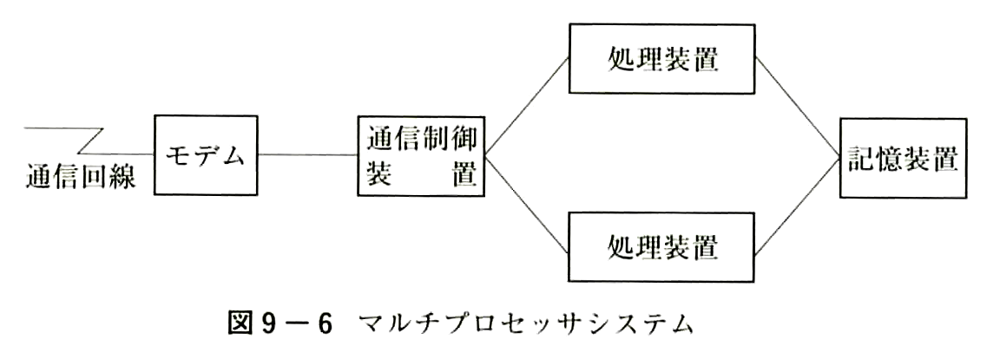 通信回線
モデム
通信制御
装　置
処理装置
処理装置
記憶装置
図9－6 マルチプロセッサシステム